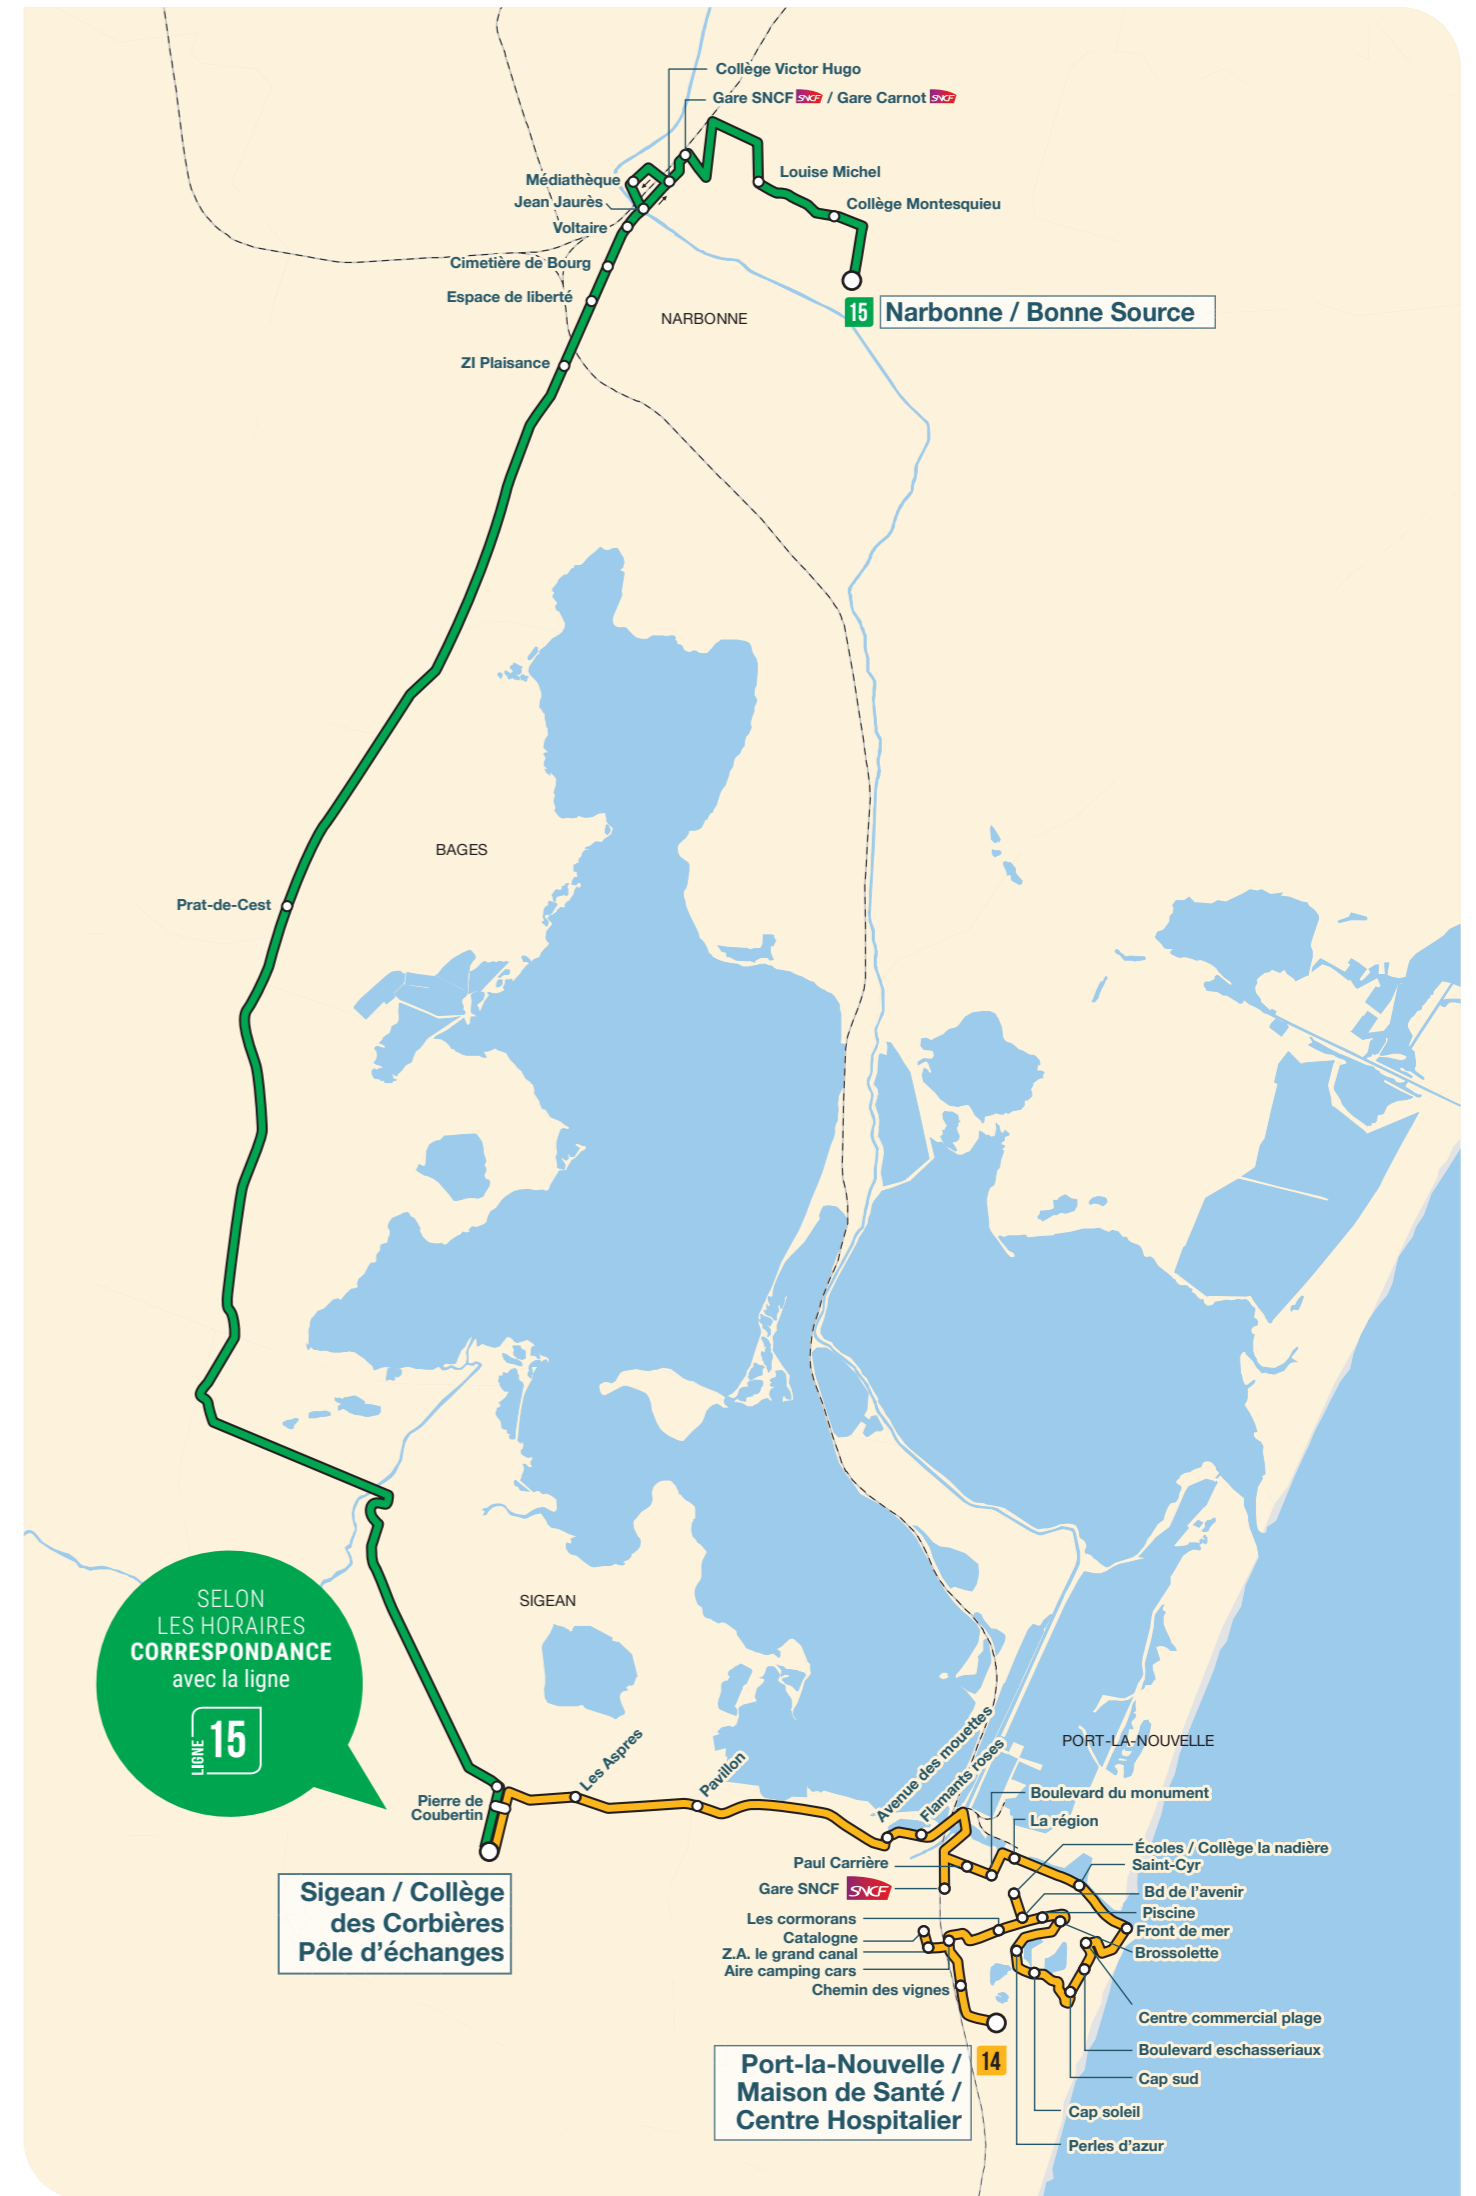 Collège Victor Hugo
Gare SNCF SNCF / Gare Carnot SNCF
Louise Michel
Médiathèque
Jean Jaurès
Collège Montesquieu
Voltaire
Cimetière de Bourg
Espace de liberté
15 Narbonne / Bonne Source
NARBONNE
ZI Plaisance
BAGES
Prat-de-Cest
SELON
LES HORAIRES
CORRESPONDANCE
avec la ligne
LIGNE 15
SIGEAN
Les Aspres
Pavillon
Avenue des mouettes
Flamants roses
PORT-LA-NOUVELLE
Pierre de
Coubertin
Boulevard du monument
La région
Écoles / Collège la nadière
Saint-Cyr
Paul Carrière
Gare SNCF SNCF
Bd de l'avenir
Piscine
Front de mer
Brossolette
Les cormorans
Catalogne
Z.A. le grand canal
Aire camping cars
Chemin des vignes
Sigean / Collège
des Corbières
Pôle d'échanges
Centre commercial plage
Boulevard eschasseriaux
Cap sud
Cap soleil
Perles d'azur
Port-la-Nouvelle / 14
Maison de Santé /
Centre Hospitalier